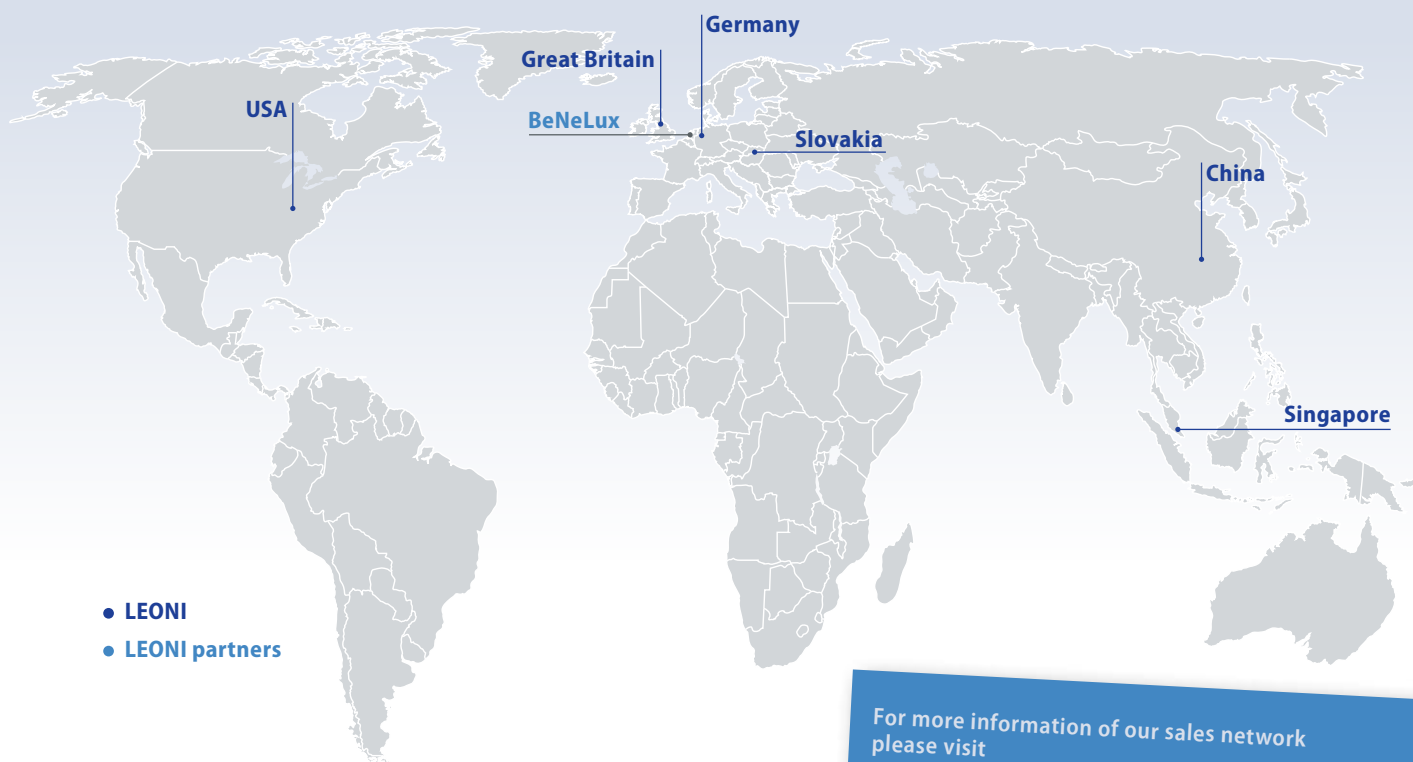 Germany
Great Britain
USA
BeNeLux
Slovakia
China
Singapore
LEONI
LEONI partners
For more information of our sales network
please visit